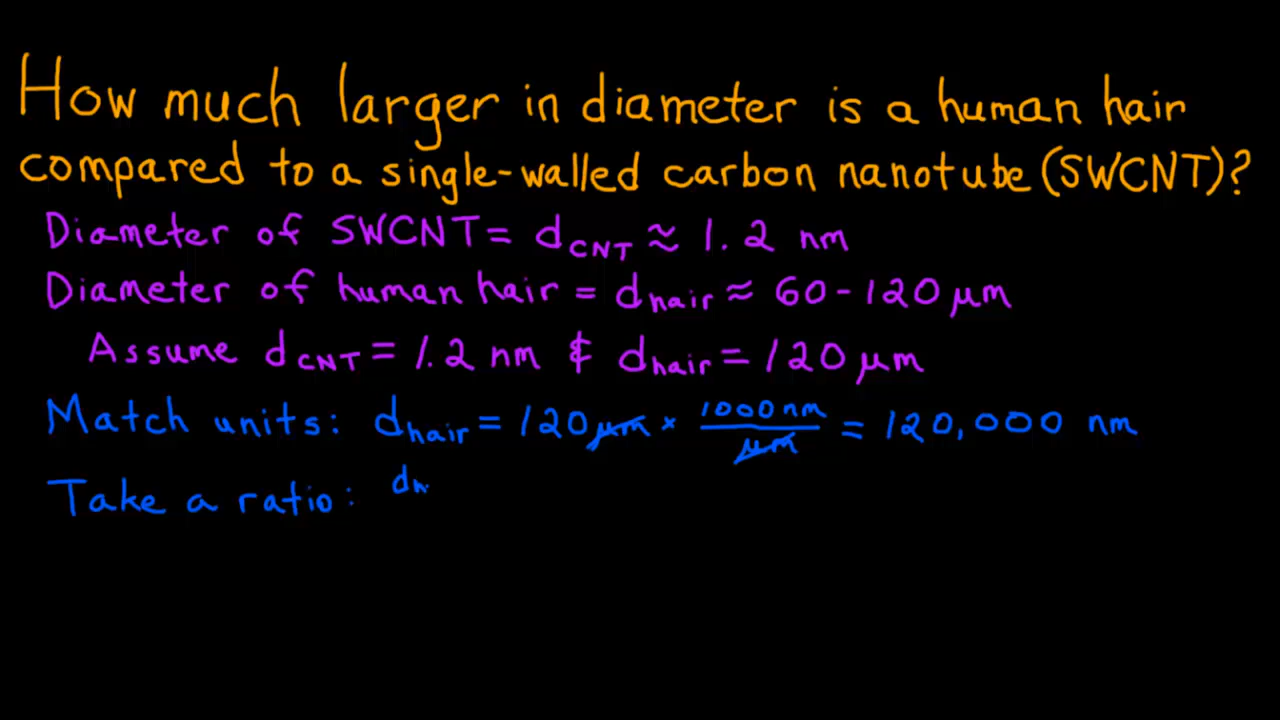 How much larger in diameter is a human hair
compared to a single-walled carbon nanotube (SWCNT)?
Diameter of SWCNT = dCNT ≈ 1.2 nm
Diameter of human hair = dhair ≈ 60-120 μm
Assume dCNT = 1.2 nm & dhair = 120 μm
Match units: dhair = 120 μm × 1000 nm / μm = 120,000 nm
Take a ratio: dh